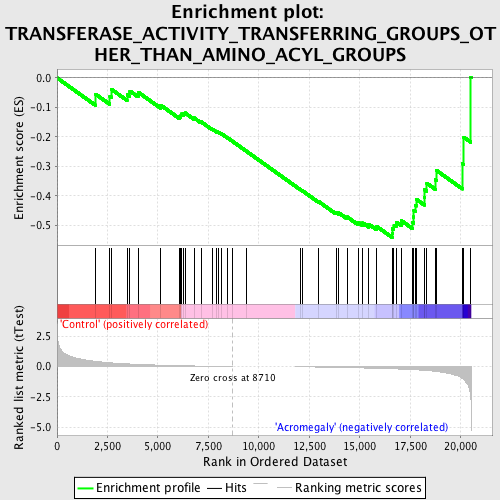 Enrichment plot:
TRANSFERASE_ACTIVITY_TRANSFERRING_GROUPS_OT
HER_THAN_AMINO_ACYL_GROUPS
Enrichment score (ES)
0.0
-0.1
-0.2
-0.3
-0.4
-0.5
'Control' (positively correlated)
Ranked list metric (tTest)
2.5
0.0
-2.5
-5.0
Zero cross at 8710
'Acromegaly' (negatively correlated)
0
2,500
5,000
7,500
10,000
12,500
15,000
17,500
20,000
Rank in Ordered Dataset
Enrichment profile
Hits
Ranking metric scores